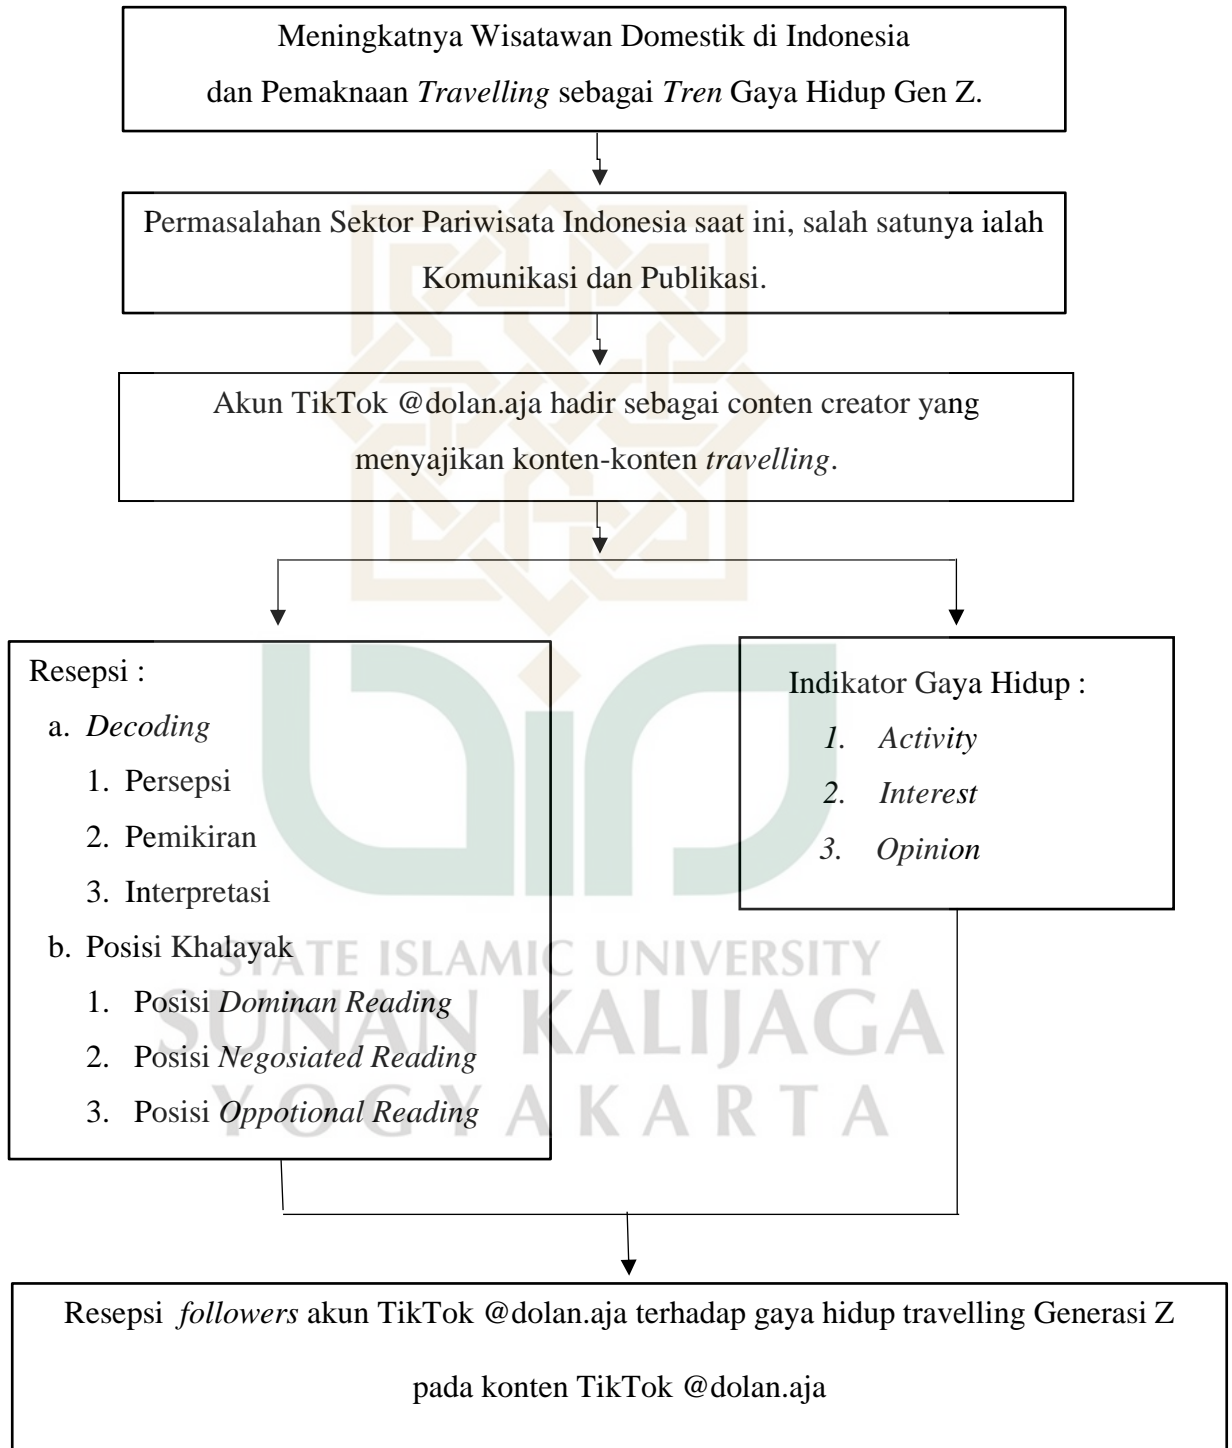 Meningkatnya Wisatawan Domestik di Indonesia
dan Pemaknaan Travelling sebagai Tren Gaya Hidup Gen Z.
Permasalahan Sektor Pariwisata Indonesia saat ini, salah satunya ialah
Komunikasi dan Publikasi.
Akun TikTok @dolan.aja hadir sebagai conten creator yang
menyajikan konten-konten travelling.
Resepsi :
a. Decoding
1. Persepsi
2. Pemikiran
3. Interpretasi
b. Posisi Khalayak
1. Posisi Dominan Reading
2. Posisi Negosiated Reading
3. Posisi Oppotional Reading
Indikator Gaya Hidup :
1. Activity
2. Interest
3. Opinion
STATE ISLAMIC UNIVERSITY
SUNAN KALIJAGA
YOGYAKARTA
Resepsi followers akun TikTok @dolan.aja terhadap gaya hidup travelling Generasi Z
pada konten TikTok @dolan.aja